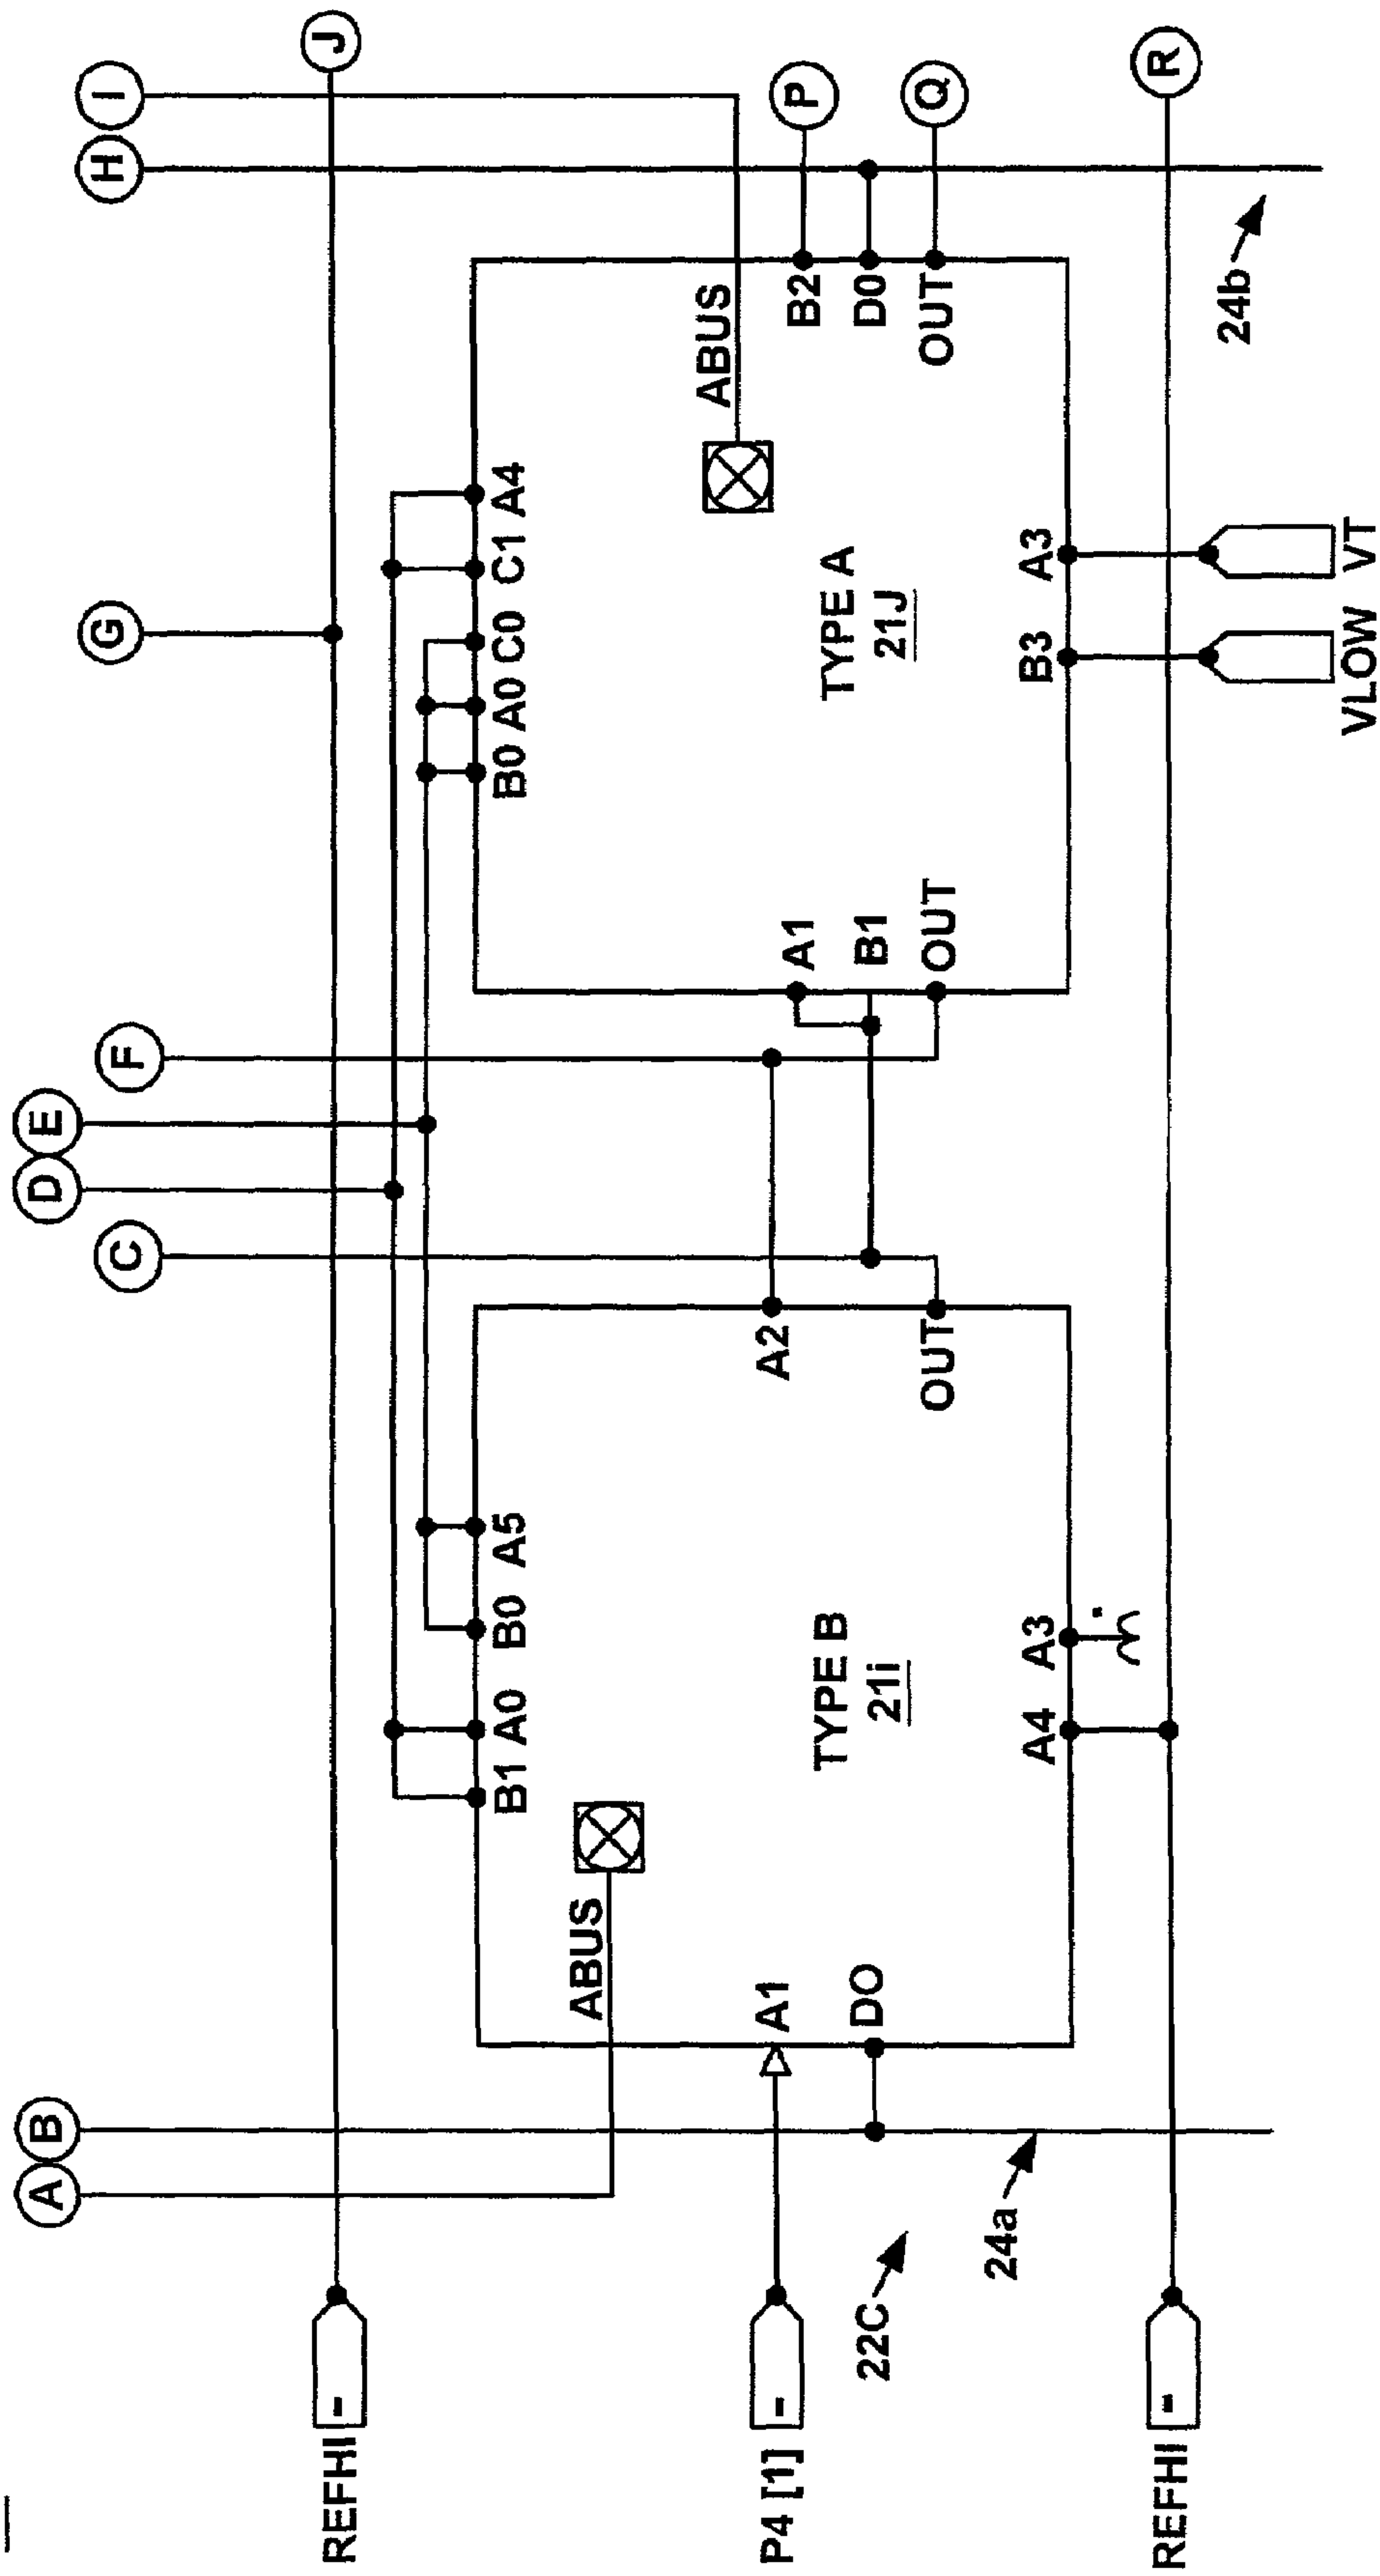 A
B
C
D
E
F
G
H
I
J
REFHI
-
B1 A0 B0 A5
B0 A0 C0 C1 A4
ABUS
ABUS
P4 [1]
-
A1
DO
TYPE B
21i
A2
OUT
A1
B1
OUT
TYPE A
21J
B2
D0
OUT
P
Q
22C
24a
A4 A3
B3 A3
REFHI
-
R
VLOW VT
24b